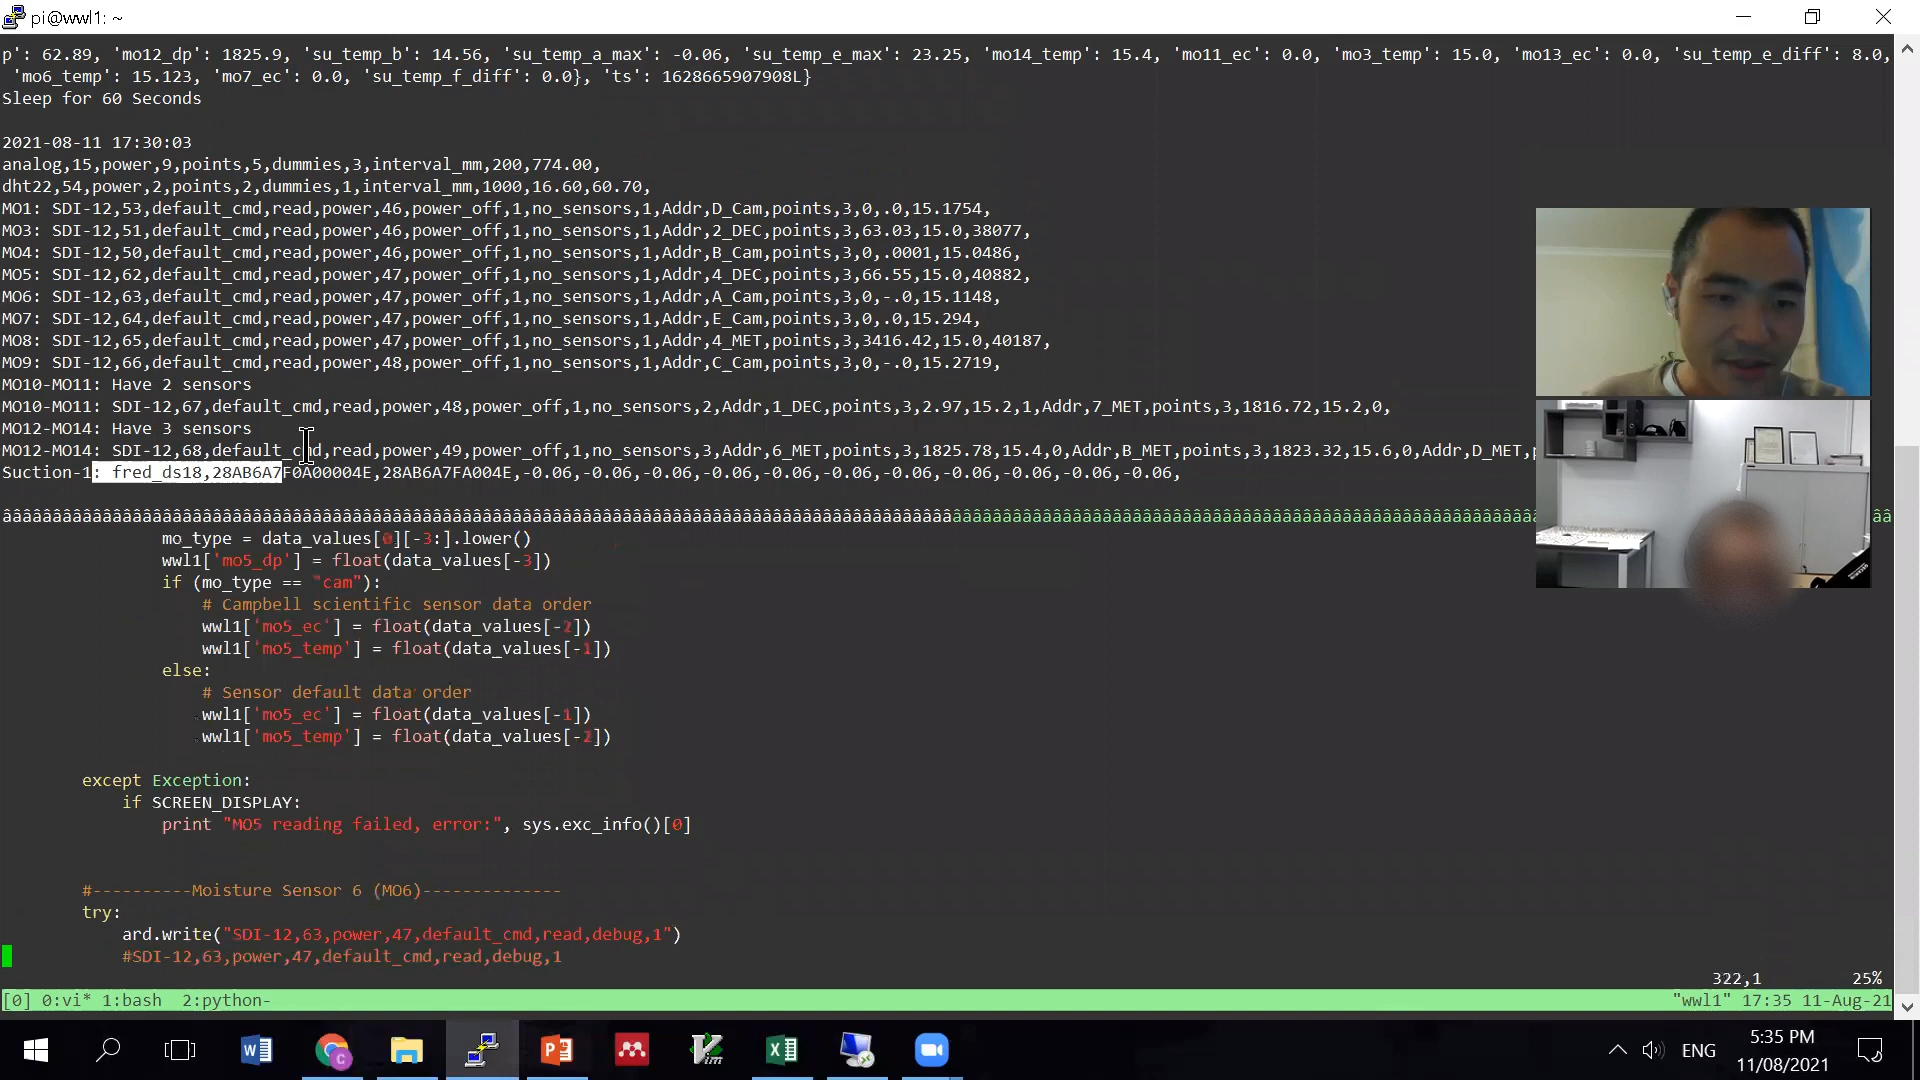 pi@wwl1: ~
p': 62.89, 'mo12_dp': 1825.9, 'su_temp_b': 14.56, 'su_temp_a_max': -0.06, 'su_temp_e_max': 23.25, 'mo14_temp': 15.4, 'mo11_ec': 0.0, 'mo3_temp': 15.0, 'mo13_ec': 0.0, 'su_temp_e_diff': 8.0,
'mo6_temp': 15.123, 'mo7_ec': 0.0, 'su_temp_f_diff': 0.0}, 'ts': 1628665907908L}
Sleep for 60 Seconds
2021-08-11 17:30:03
analog,15,power,9,points,5,dummies,3,interval_mm,200,774.00,
dht22,54,power,2,points,2,dummies,1,interval_mm,1000,16.60,60.70,
MO1: SDI-12,53,default_cmd,read,power,46,power_off,1,no_sensors,1,Addr,D_Cam,points,3,0,.0,15.1754,
MO3: SDI-12,51,default_cmd,read,power,46,power_off,1,no_sensors,1,Addr,2_DEC,points,3,63.03,15.0,38077,
MO4: SDI-12,50,default_cmd,read,power,46,power_off,1,no_sensors,1,Addr,B_Cam,points,3,0,.0001,15.0486,
MO5: SDI-12,62,default_cmd,read,power,47,power_off,1,no_sensors,1,Addr,4_DEC,points,3,66.55,15.0,40882,
MO6: SDI-12,63,default_cmd,read,power,47,power_off,1,no_sensors,1,Addr,A_Cam,points,3,0,-.0,15.1148,
MO7: SDI-12,64,default_cmd,read,power,47,power_off,1,no_sensors,1,Addr,E_Cam,points,3,0,.0,15.294,
MO8: SDI-12,65,default_cmd,read,power,47,power_off,1,no_sensors,1,Addr,4_MET,points,3,3416.42,15.0,40187,
MO9: SDI-12,66,default_cmd,read,power,48,power_off,1,no_sensors,1,Addr,C_Cam,points,3,0,-.0,15.2719,
MO10-MO11: Have 2 sensors
MO10-MO11: SDI-12,67,default_cmd,read,power,48,power_off,1,no_sensors,2,Addr,1_DEC,points,3,2.97,15.2,1,Addr,7_MET,points,3,1816.72,15.2,0,
MO12-MO14: Have 3 sensors
MO12-MO14: SDI-12,68,default_cmd,read,power,49,power_off,1,no_sensors,3,Addr,6_MET,points,3,1825.78,15.4,0,Addr,B_MET,points,3,1823.32,15.6,0,Addr,D_MET,
Suction-1: fred_ds18,28AB6A7F0A00004E,28AB6A7FA004E,-0.06,-0.06,-0.06,-0.06,-0.06,-0.06,-0.06,-0.06,-0.06,-0.06,-0.06,
mo_type = data_values[0][-3:].lower()
wwl1['mo5_dp'] = float(data_values[-3])
if (mo_type == "cam"):
# Campbell scientific sensor data order
wwl1['mo5_ec'] = float(data_values[-2])
wwl1['mo5_temp'] = float(data_values[-1])
else:
# Sensor default data order
wwl1['mo5_ec'] = float(data_values[-1])
wwl1['mo5_temp'] = float(data_values[-2])
except Exception:
if SCREEN_DISPLAY:
print "MO5 reading failed, error:", sys.exc_info()[0]
#----------Moisture Sensor 6 (MO6)--------------
try:
ard.write("SDI-12,63,power,47,default_cmd,read,debug,1")
#SDI-12,63,power,47,default_cmd,read,debug,1
322,1 25%
[0] 0:vi* 1:bash 2:python- "wwl1" 17:35 11-Aug-21
ENG
5:35 PM
11/08/2021